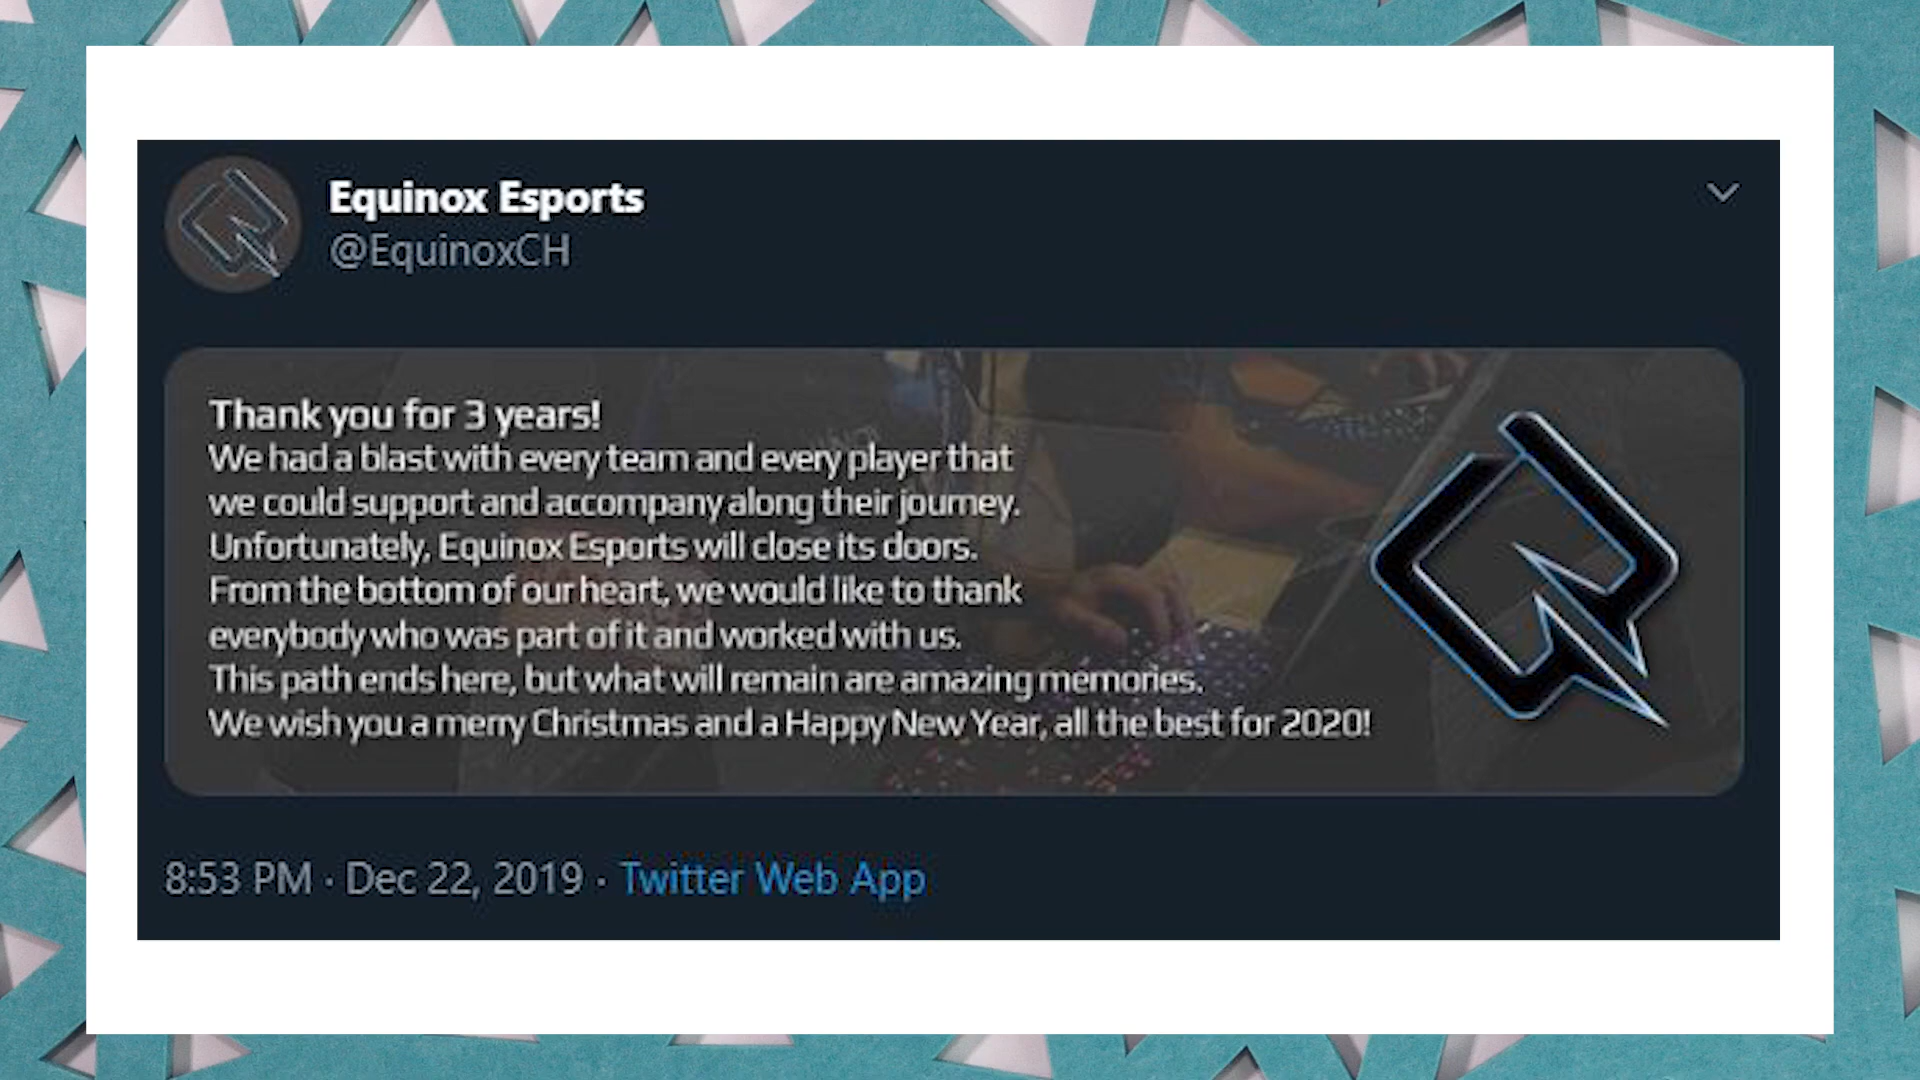 Equinox Esports
@EquinoxCH
Thank you for 3 years!
We had a blast with every team and every player that
we could support and accompany along their journey.
Unfortunately, Equinox Esports will close its doors.
From the bottom of our heart, we would like to thank
everybody who was part of it and worked with us.
This path ends here, but what will remain are amazing memories.
We wish you a merry Christmas and a Happy New Year, all the best for 2020!
8:53 PM · Dec 22, 2019 · Twitter Web App